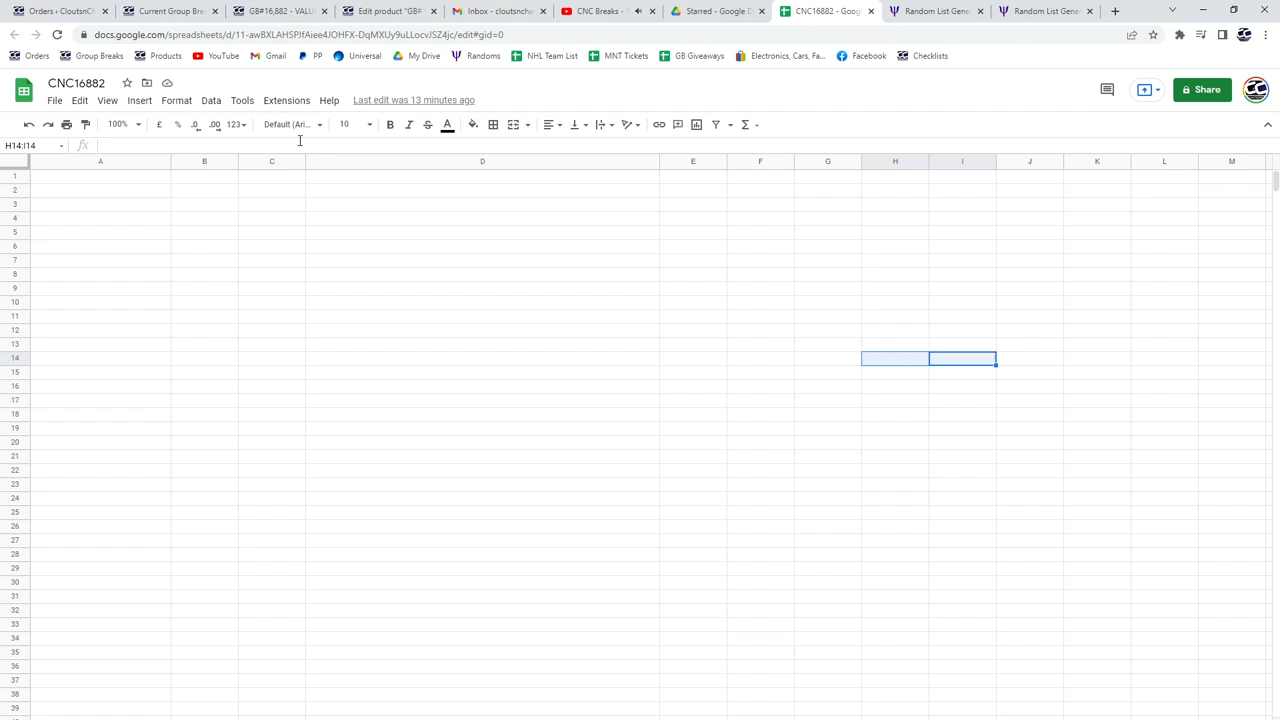 Orders ‹ CloutsnCh
Current Group Bre
GB#16,882 - VALU
Edit product "GB#
Inbox - cloutsnche
CNC Breaks -
Starred - Google D
CNC16882 - Goog
Random List Gene
Random List Gene
docs.google.com/spreadsheets/d/11-awBXLAHSPJfAiee4JOHFX-DqMXUy9uLLocvJSZ4jc/edit#gid=0
Orders Group Breaks Products YouTube Gmail PP Universal My Drive Randoms NHL Team List MNT Tickets GB Giveaways Electronics, Cars, Fa... Facebook Checklists
CNC16882
File Edit View Insert Format Data Tools Extensions Help Last edit was 13 minutes ago
Share
100% £ % .0 .00 123 Default (Ari... 10 B I S A
H14:I14 fx
A B C D E F G H I J K L M
1
2
3
4
5
6
7
8
9
10
11
12
13
14
15
16
17
18
19
20
21
22
23
24
25
26
27
28
29
30
31
32
33
34
35
36
37
38
39